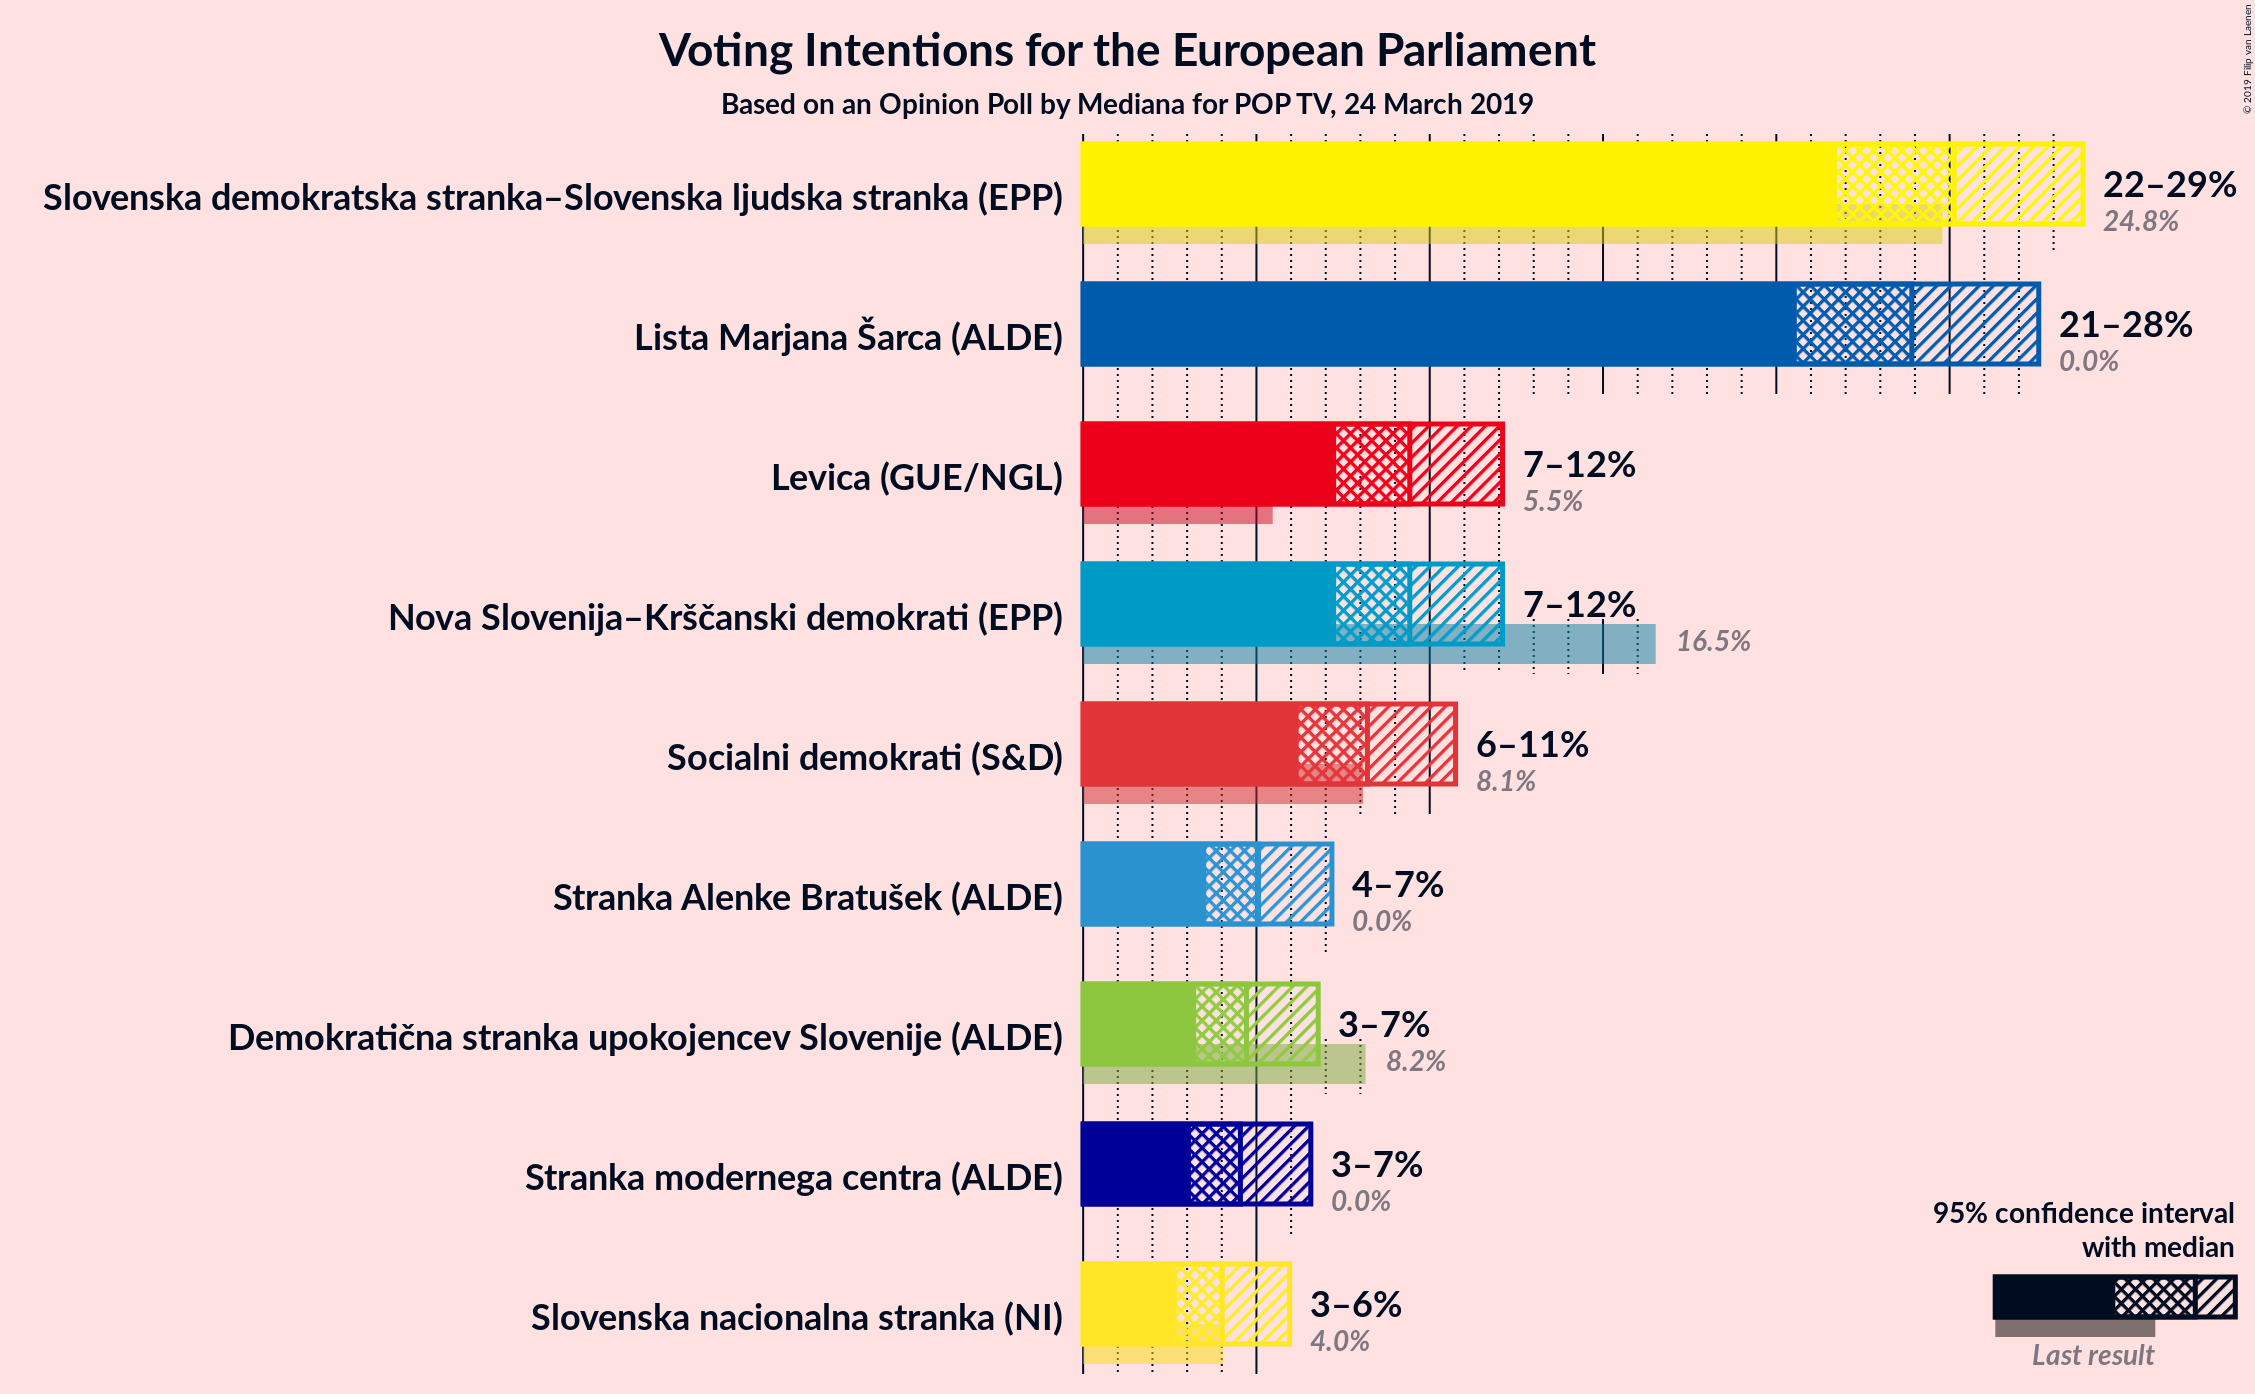 Voting Intentions for the European Parliament
Based on an Opinion Poll by Mediana for POP TV, 24 March 2019
© 2019 Filip van Laenen
Slovenska demokratska stranka–Slovenska ljudska stranka (EPP)
22–29%
24.8%
Lista Marjana Šarca (ALDE)
21–28%
0.0%
Levica (GUE/NGL)
7–12%
5.5%
Nova Slovenija–Krščanski demokrati (EPP)
7–12%
16.5%
Socialni demokrati (S&D)
6–11%
8.1%
Stranka Alenke Bratušek (ALDE)
4–7%
0.0%
Demokratična stranka upokojencev Slovenije (ALDE)
3–7%
8.2%
Stranka modernega centra (ALDE)
3–7%
0.0%
Slovenska nacionalna stranka (NI)
3–6%
4.0%
95% confidence interval
with median
Last result